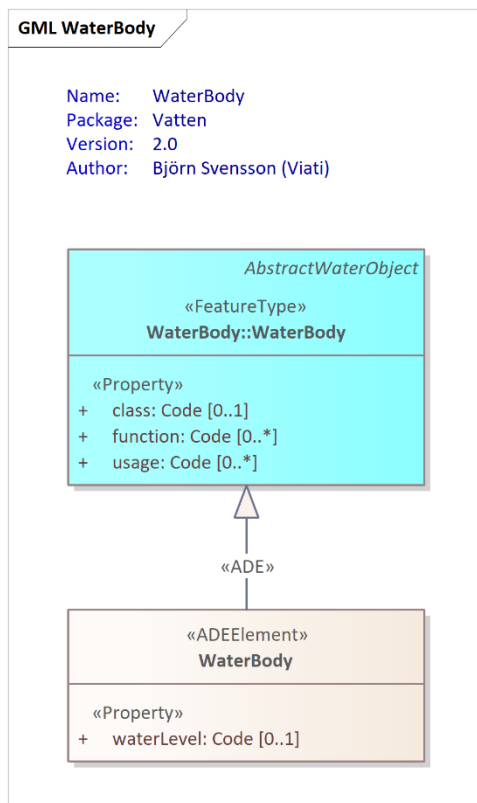 GML WaterBody
Name: WaterBody
Package: Vatten
Version: 2.0
Author: Björn Svensson (Viati)
AbstractWaterObject
«FeatureType»
WaterBody::WaterBody
«Property»
+ class: Code [0..1]
+ function: Code [0..*]
+ usage: Code [0..*]
«ADE»
«ADEElement»
WaterBody
«Property»
+ waterLevel: Code [0..1]